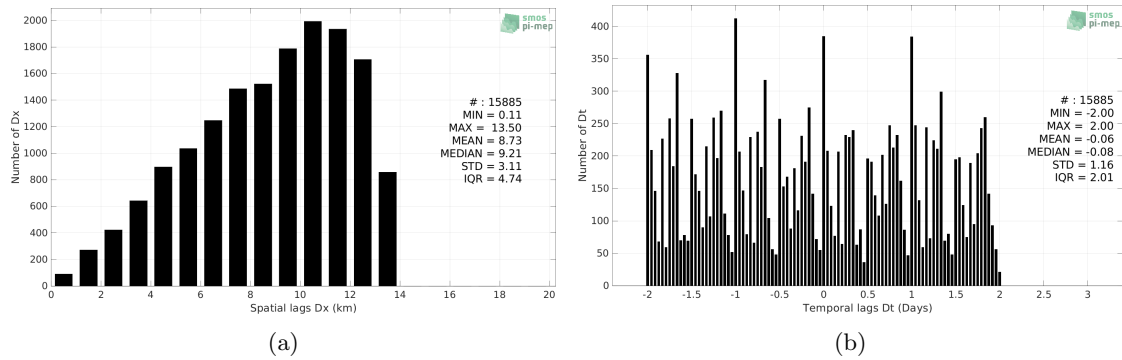 2000
1800
1600
1400
1200
1000
800
600
400
200
0
Number of Dx
0 2 4 6 8 10 12 14 16 18 20
Spatial lags Dx (km)
smos
pi-mep
# : 15885
MIN = 0.11
MAX = 13.50
MEAN = 8.73
MEDIAN = 9.21
STD = 3.11
IQR = 4.74
(a)
400
350
300
250
200
150
100
50
0
Number of Dt
-2 -1.5 -1 -0.5 0 0.5 1 1.5 2 2.5 3
Temporal lags Dt (Days)
smos
pi-mep
# : 15885
MIN = -2.00
MAX = 2.00
MEAN = -0.06
MEDIAN = -0.08
STD = 1.16
IQR = 2.01
(b)